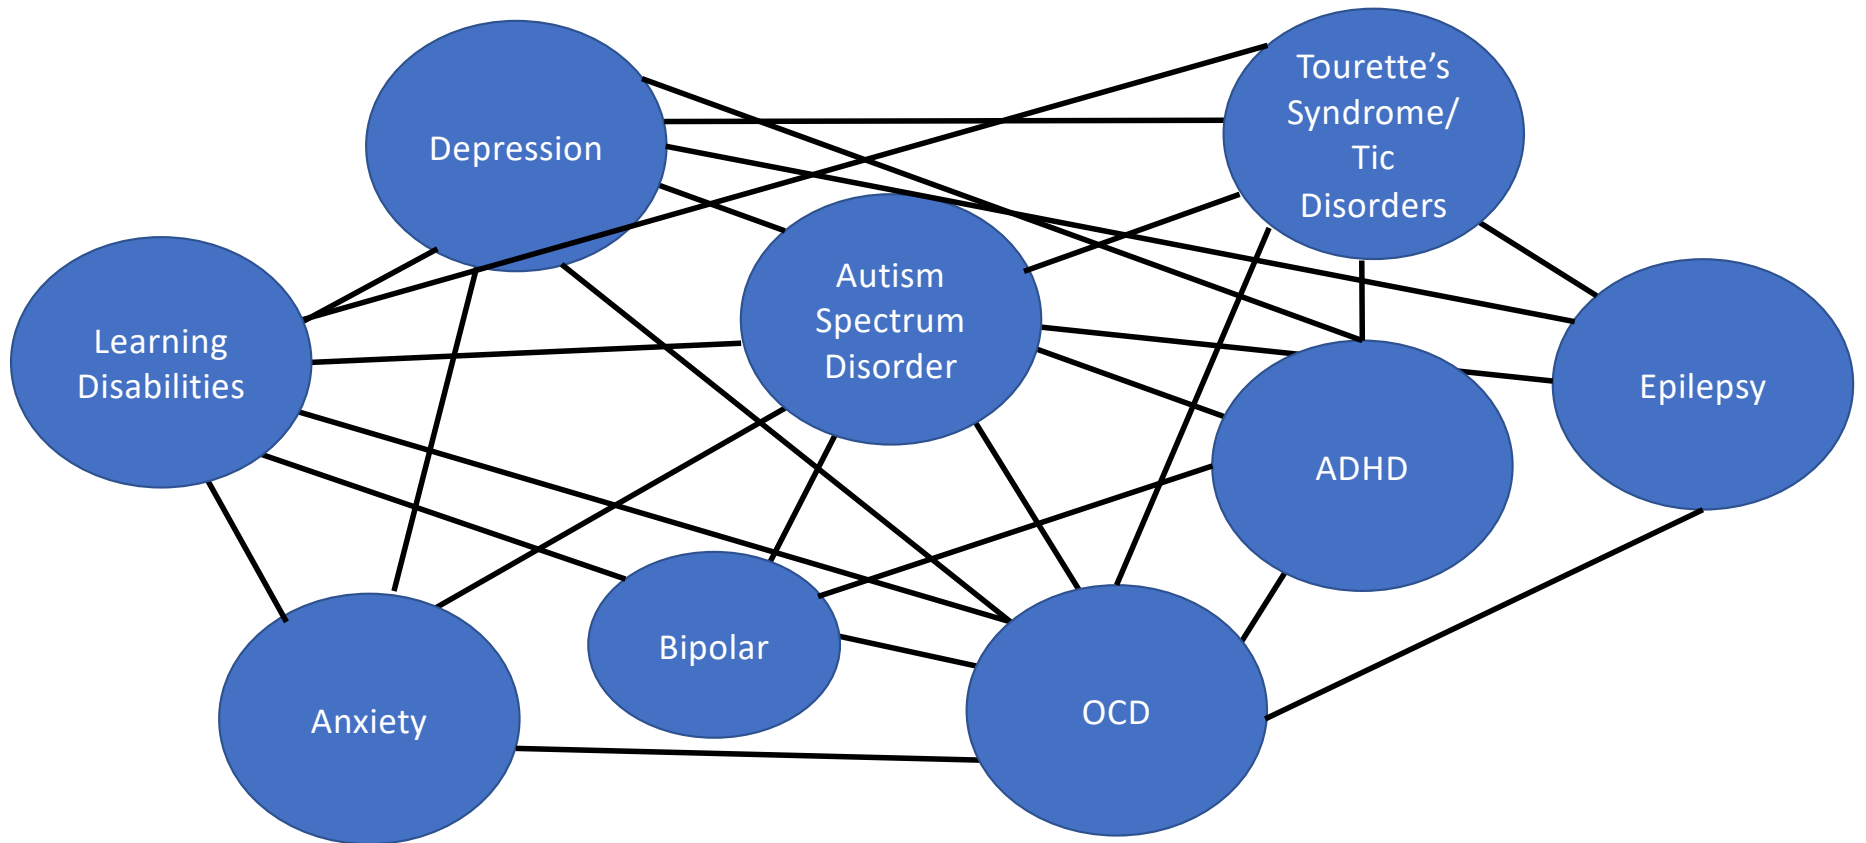 Depression
Tourette’s
Syndrome/
Tic
Disorders
Autism
Spectrum
Disorder
Learning
Disabilities
Epilepsy
ADHD
Bipolar
Anxiety
OCD